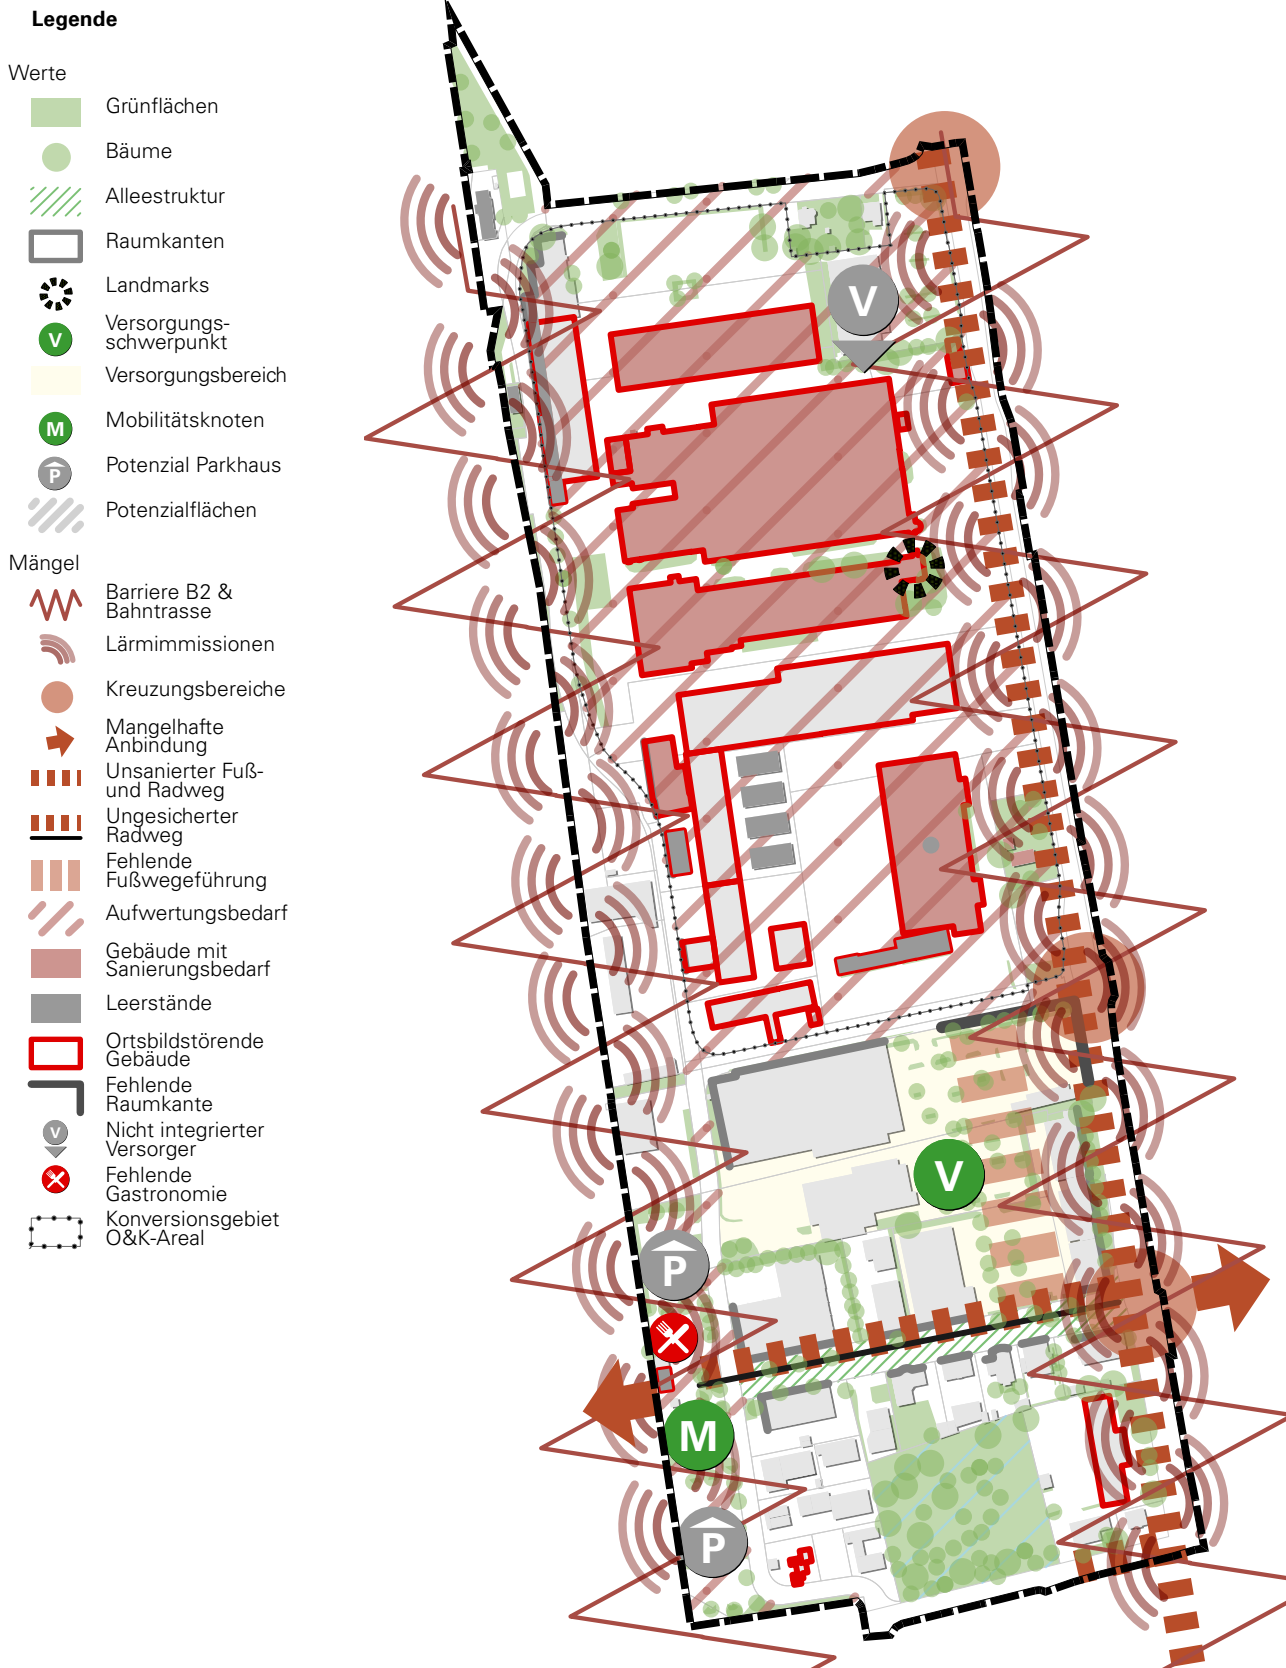 Legende
Werte
Grünflächen
Bäume
Alleestruktur
Raumkanten
Landmarks
V
Versorgungs-
schwerpunkt
Versorgungsbereich
M
Mobilitätsknoten
P
Potenzial Parkhaus
Potenzialflächen
Mängel
Barriere B2 &
Bahntrasse
Lärmimmissionen
Kreuzungsbereiche
Mangelhafte
Anbindung
Unsanierter Fuß-
und Radweg
Ungesicherter
Radweg
Fehlende
Fußwegeführung
Aufwertungsbedarf
Gebäude mit
Sanierungsbedarf
Leerstände
Ortsbildstörende
Gebäude
Fehlende
Raumkante
V
Nicht integrierter
Versorger
Fehlende
Gastronomie
Konversionsgebiet
O&K-Areal
V
V
P
M
P